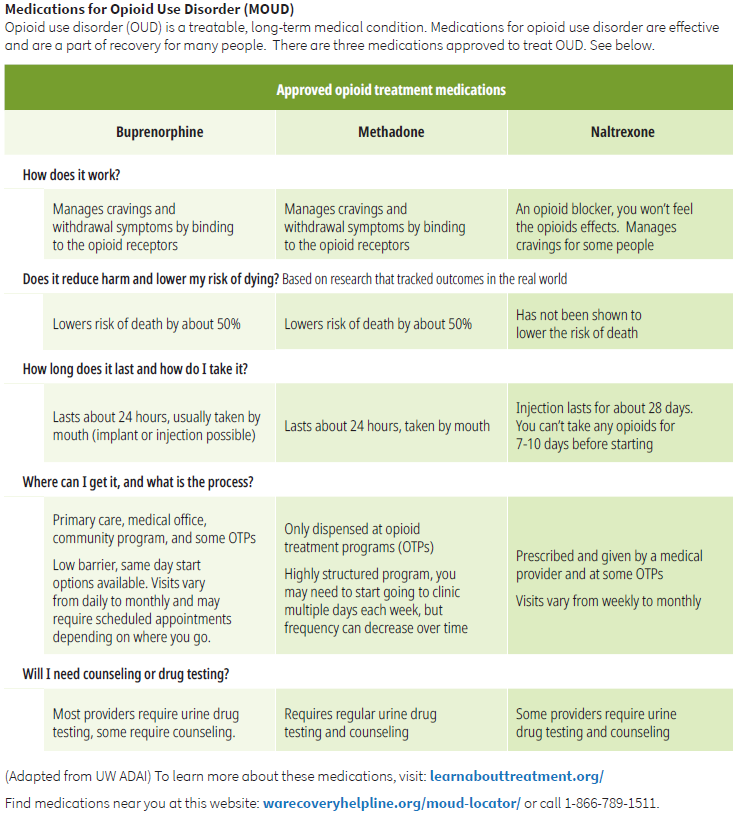 Medications for Opioid Use Disorder (MOUD)
Opioid use disorder (OUD) is a treatable, long-term medical condition. Medications for opioid use disorder are effective
and are a part of recovery for many people.  There are three medications approved to treat OUD. See below.
Approved opioid treatment medications
Buprenorphine
Methadone
Naltrexone
How does it work?
Manages cravings and
withdrawal symptoms by binding
to the opioid receptors
Manages cravings and
withdrawal symptoms by binding
to the opioid receptors
An opioid blocker, you won't feel
the opioids effects.  Manages
cravings for some people
Does it reduce harm and lower my risk of dying? Based on research that tracked outcomes in the real world
Lowers risk of death by about 50%
Lowers risk of death by about 50%
Has not been shown to
lower the risk of death
How long does it last and how do I take it?
Lasts about 24 hours, usually taken by
mouth (implant or injection possible)
Lasts about 24 hours, taken by mouth
Injection lasts for about 28 days.
You can't take any opioids for
7-10 days before starting
Where can I get it, and what is the process?
Primary care, medical office,
community program, and some OTPs
Low barrier, same day start
options available. Visits vary
from daily to monthly and may
require scheduled appointments
depending on where you go.
Only dispensed at opioid
treatment programs (OTPs)
Highly structured program, you
may need to start going to clinic
multiple days each week, but
frequency can decrease over time
Prescribed and given by a medical
provider and at some OTPs
Visits vary from weekly to monthly
Will I need counseling or drug testing?
Most providers require urine drug
testing, some require counseling.
Requires regular urine drug
testing and counseling
Some providers require urine
drug testing and counseling
(Adapted from UW ADAI) To learn more about these medications, visit: learnabouttreatment.org/
Find medications near you at this website: warecoveryhelpline.org/moud-locator/ or call 1-866-789-1511.